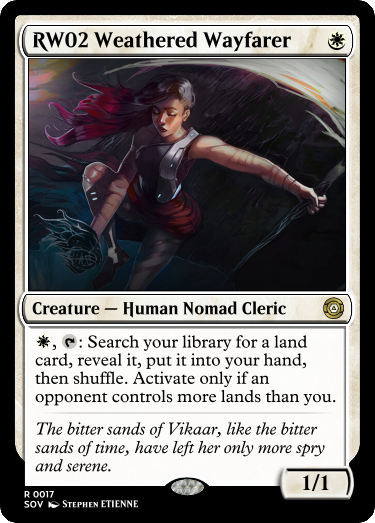 RW02 Weathered Wayfarer
Creature — Human Nomad Cleric
: Search your library for a land
card, reveal it, put it into your hand,
then shuffle. Activate only if an
opponent controls more lands than you.
The bitter sands of Vikaar, like the bitter
sands of time, have left her only more spry
and serene.
1/1
R 0017
SOV Stephen ETIENNE